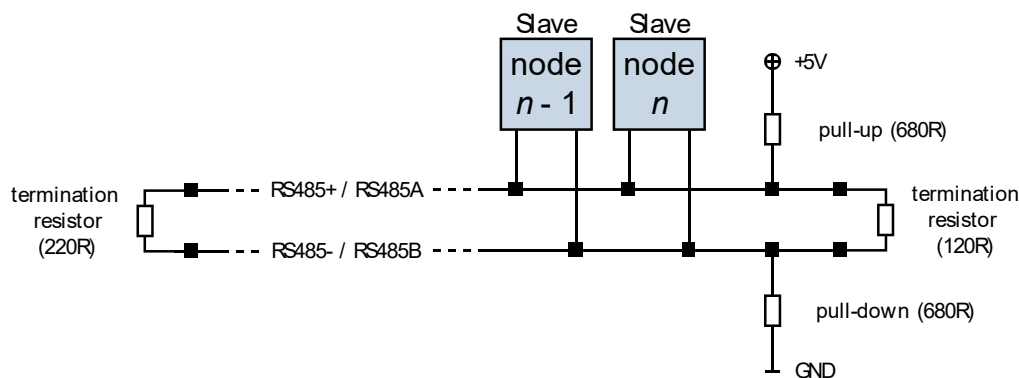 Slave
Slave
node
n - 1
node
n
+5V
pull-up (680R)
termination
resistor
(220R)
RS485+ / RS485A
RS485- / RS485B
termination
resistor
(120R)
pull-down (680R)
GND